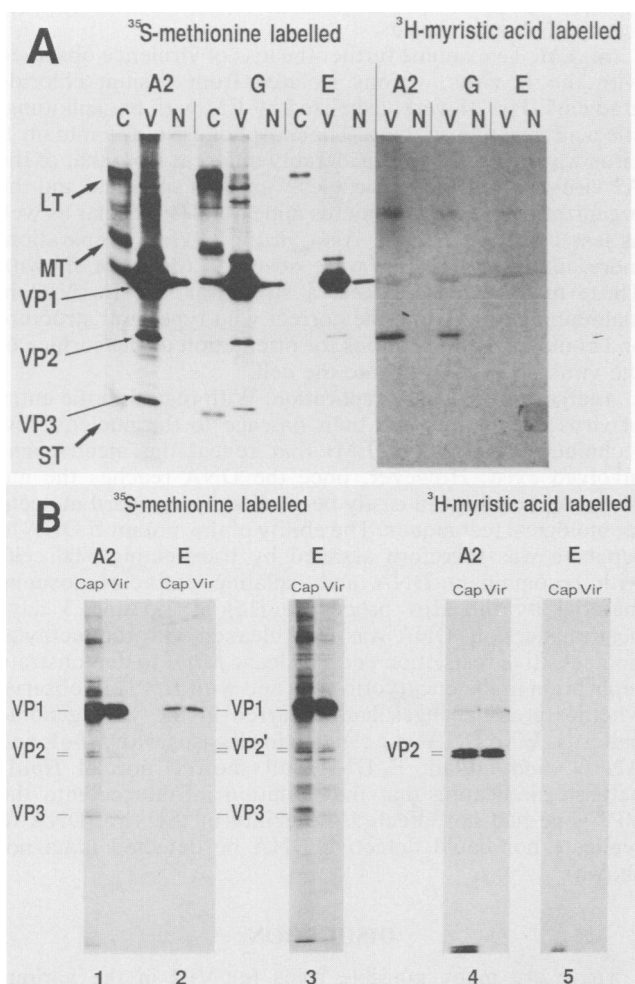 A
³⁵S-methionine labelled
³H-myristic acid labelled
A2 G E A2 G E
C V N C V N C V N V N V N V N
LT
MT
VP1
VP2
VP3
ST
B
³⁵S-methionine labelled
³H-myristic acid labelled
A2 E E A2 E
Cap Vir Cap Vir Cap Vir Cap Vir Cap Vir
VP1 VP1
VP2 VP2' VP2
VP3 VP3
1 2 3 4 5